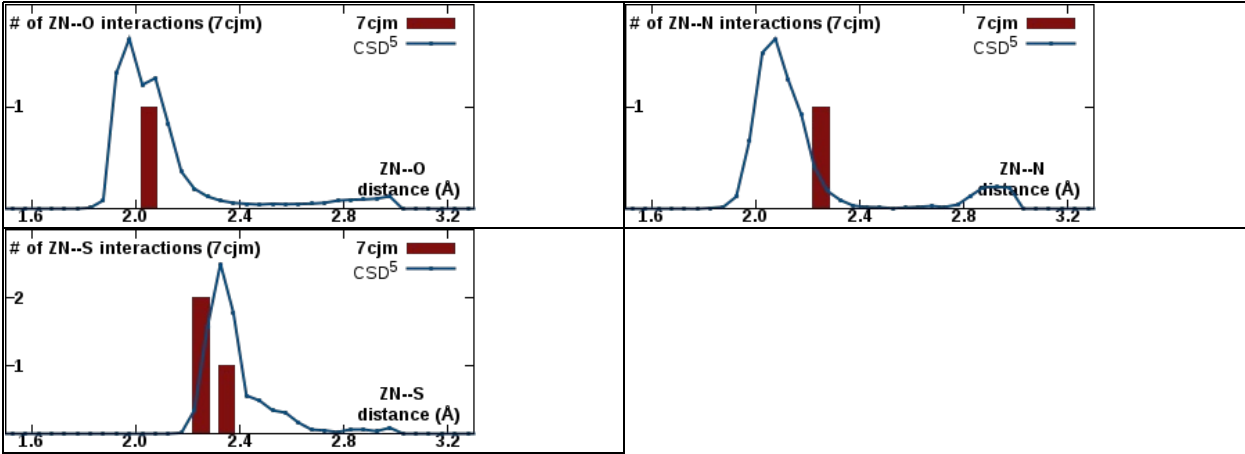 # of ZN--O interactions (7cjm)
7cjm
CSD5
1
ZN--O
distance (Å)
1.6 2.0 2.4 2.8 3.2
# of ZN--N interactions (7cjm)
7cjm
CSD5
1
ZN--N
distance (Å)
1.6 2.0 2.4 2.8 3.2
# of ZN--S interactions (7cjm)
7cjm
CSD5
2
1
ZN--S
distance (Å)
1.6 2.0 2.4 2.8 3.2